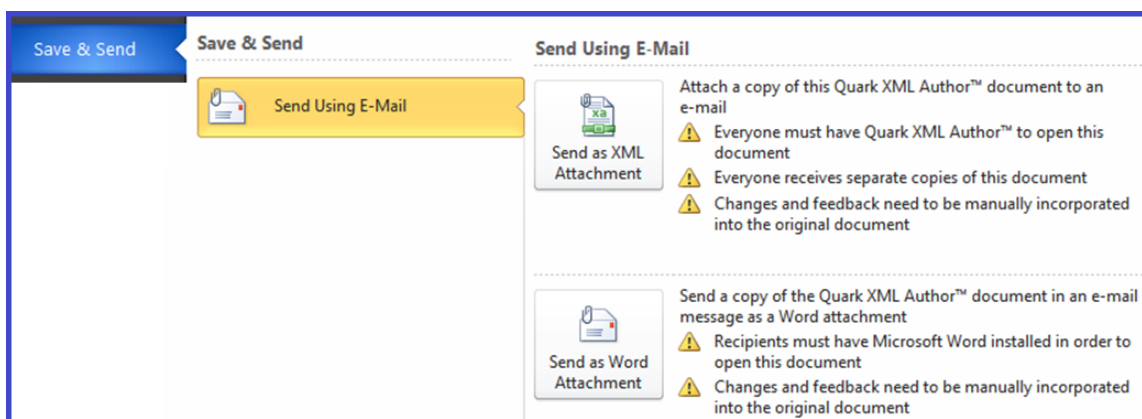 Save & Send
Save & Send
Send Using E-Mail
Send Using E-Mail
xa
Send as XML
Attachment
Attach a copy of this Quark XML Author™ document to an
e-mail
Everyone must have Quark XML Author™ to open this
document
Everyone receives separate copies of this document
Changes and feedback need to be manually incorporated
into the original document
Send as Word
Attachment
Send a copy of the Quark XML Author™ document in an e-mail
message as a Word attachment
Recipients must have Microsoft Word installed in order to
open this document
Changes and feedback need to be manually incorporated
into the original document